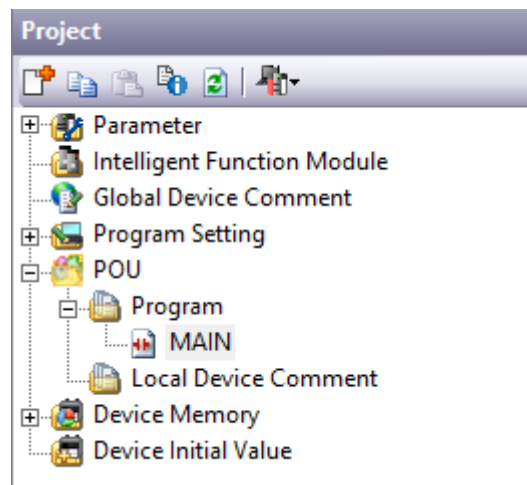 Project
Parameter
Intelligent Function Module
Global Device Comment
Program Setting
POU
Program
MAIN
Local Device Comment
Device Memory
Device Initial Value